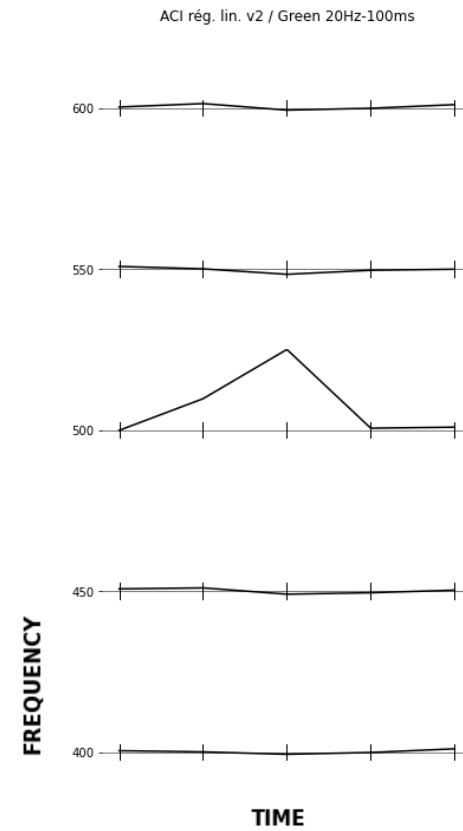 ACI rég. lin. v2 / Green 20Hz-100ms
600
550
500
450
400
FREQUENCY
TIME